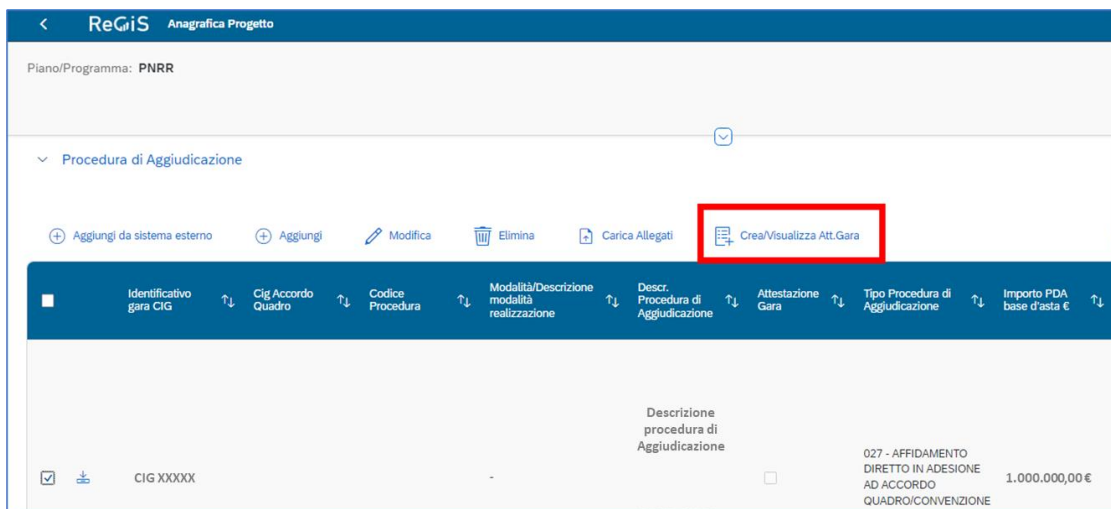 ReGiS Anagrafica Progetto
Piano/Programma: PNRR
Procedura di Aggiudicazione
Aggiungi da sistema esterno Aggiungi Modifica Elimina Carica Allegati Crea/Visualizza Att.Gara
Identificativo
gara CIG
Cig Accordo
Quadro
Codice
Procedura
Modalità/Descrizione
modalità
realizzazione
Descr.
Procedura di
Aggiudicazione
Attestazione
Gara
Tipo Procedura di
Aggiudicazione
Importo PDA
base d'asta €
CIG XXXXX
-
Descrizione
procedura di
Aggiudicazione
027 - AFFIDAMENTO
DIRETTO IN ADESIONE
AD ACCORDO
QUADRO/CONVENZIONE
1.000.000,00 €